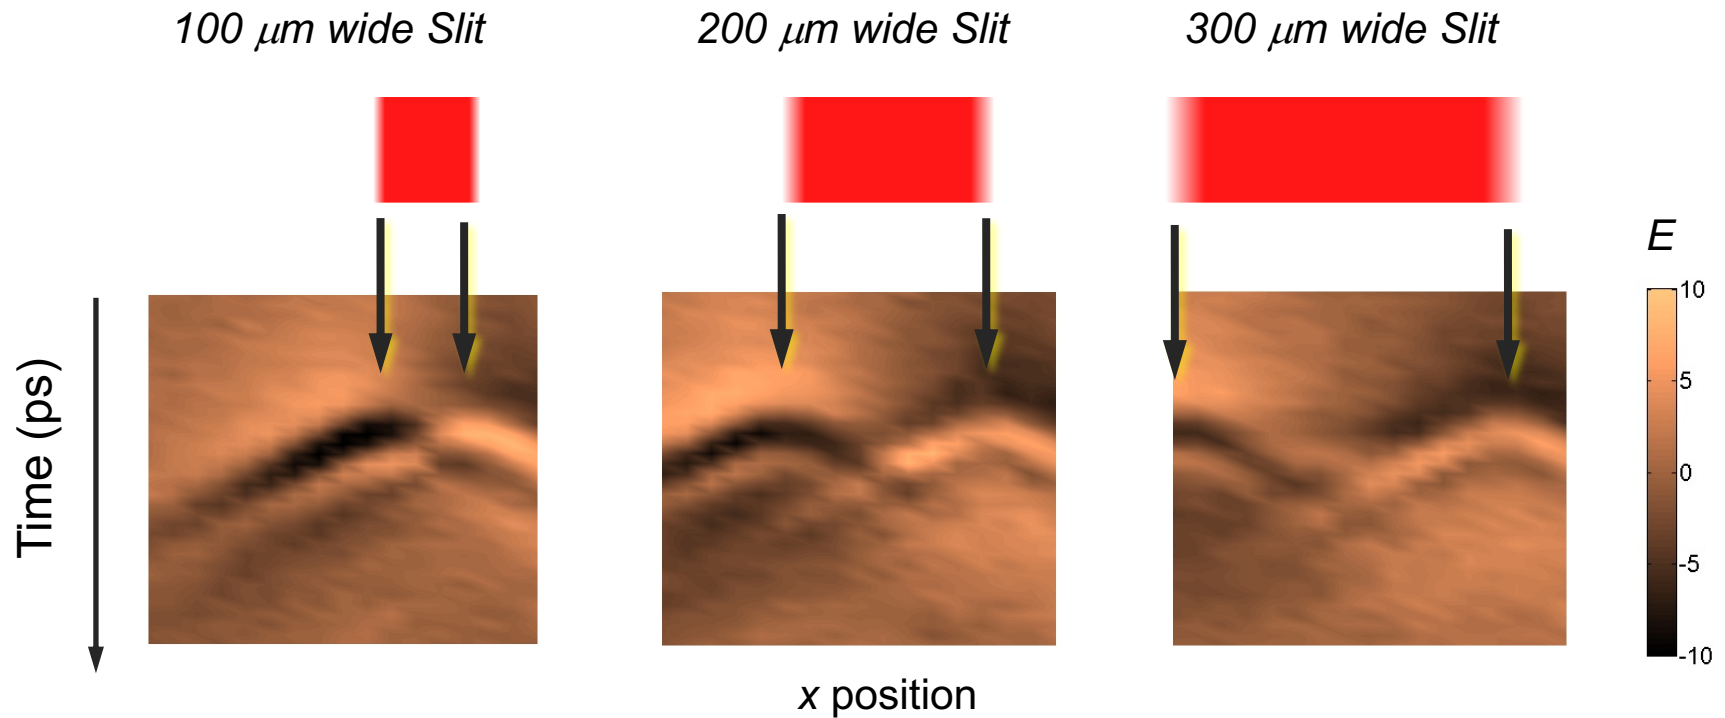 100 μm wide Slit
200 μm wide Slit
300 μm wide Slit
E
10
5
0
-5
-10
Time (ps)
x position